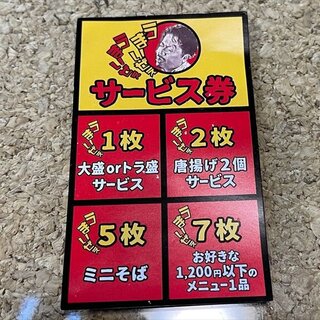 サービス券
1枚
大盛orトラ盛
サービス
2枚
唐揚げ2個
サービス
5枚
ミニそば
7枚
お好きな
1,200円以下の
メニュー1品